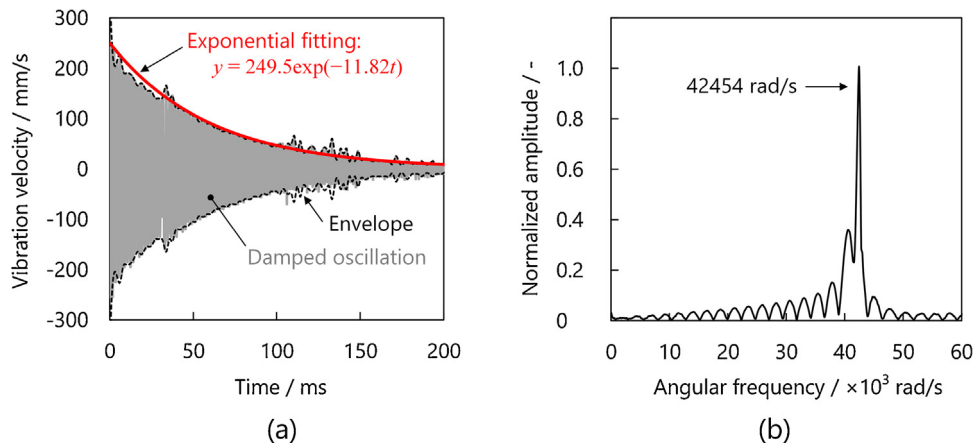 300
200
100
0
-100
-200
-300
Vibration velocity / mm/s
Exponential fitting:
y = 249.5exp(−11.82t)
Envelope
Damped oscillation
0
50
100
150
200
Time / ms
(a)
1.0
0.8
0.6
0.4
0.2
0
Normalized amplitude / -
42454 rad/s
0
10
20
30
40
50
60
Angular frequency / ×10³ rad/s
(b)